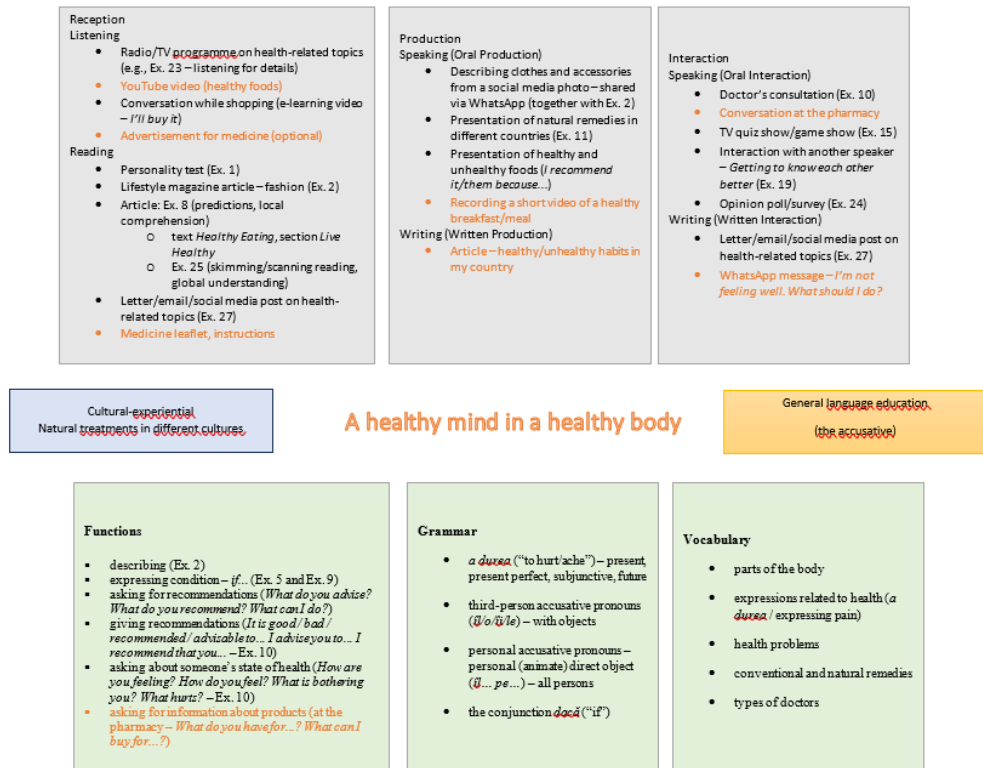 Reception
Listening
• Radio/TV programme on health-related topics
(e.g., Ex. 23 – listening for details)
• YouTube video (healthy foods)
• Conversation while shopping (e-learning video
– I'll buy it)
• Advertisement for medicine (optional)
Reading
• Personality test (Ex. 1)
• Lifestyle magazine article – fashion (Ex. 2)
• Article: Ex. 8 (predictions, local
comprehension)
o text Healthy Eating, section Live
Healthy
o Ex. 25 (skimming/scanning reading,
global understanding)
• Letter/email/social media post on health-
related topics (Ex. 27)
• Medicine leaflet, instructions
Production
Speaking (Oral Production)
• Describing clothes and accessories
from a social media photo – shared
via WhatsApp (together with Ex. 2)
• Presentation of natural remedies in
different countries (Ex. 11)
• Presentation of healthy and
unhealthy foods (I recommend
it/them because...)
• Recording a short video of a healthy
breakfast/meal
Writing (Written Production)
• Article – healthy/unhealthy habits in
my country
Interaction
Speaking (Oral Interaction)
• Doctor's consultation (Ex. 10)
• Conversation at the pharmacy
• TV quiz show/game show (Ex. 15)
• Interaction with another speaker
– Getting to know each other
better (Ex. 19)
• Opinion poll/survey (Ex. 24)
Writing (Written Interaction)
• Letter/email/social media post on
health-related topics (Ex. 27)
• WhatsApp message – I'm not
feeling well. What should I do?
Cultural-experiential
Natural treatments in different cultures
A healthy mind in a healthy body
General language education
(the accusative)
Functions
▪ describing (Ex. 2)
▪ expressing condition – if... (Ex. 5 and Ex. 9)
▪ asking for recommendations (What do you advise?
What do you recommend? What can I do?)
▪ giving recommendations (It is good / bad /
recommended / advisable to... I advise you to... I
recommend that you... – Ex. 10)
▪ asking about someone's state of health (How are
you feeling? How do you feel? What is bothering
you? What hurts? – Ex. 10)
▪ asking for information about products (at the
pharmacy – What do you have for...? What can I
buy for...?)
Grammar
• a durea ("to hurt/ache") – present,
present perfect, subjunctive, future
• third-person accusative pronouns
(îl/o/îi/le) – with objects
• personal accusative pronouns –
personal (animate) direct object
(îl... pe...) – all persons
• the conjunction dacă ("if")
Vocabulary
• parts of the body
• expressions related to health (a
durea / expressing pain)
• health problems
• conventional and natural remedies
• types of doctors